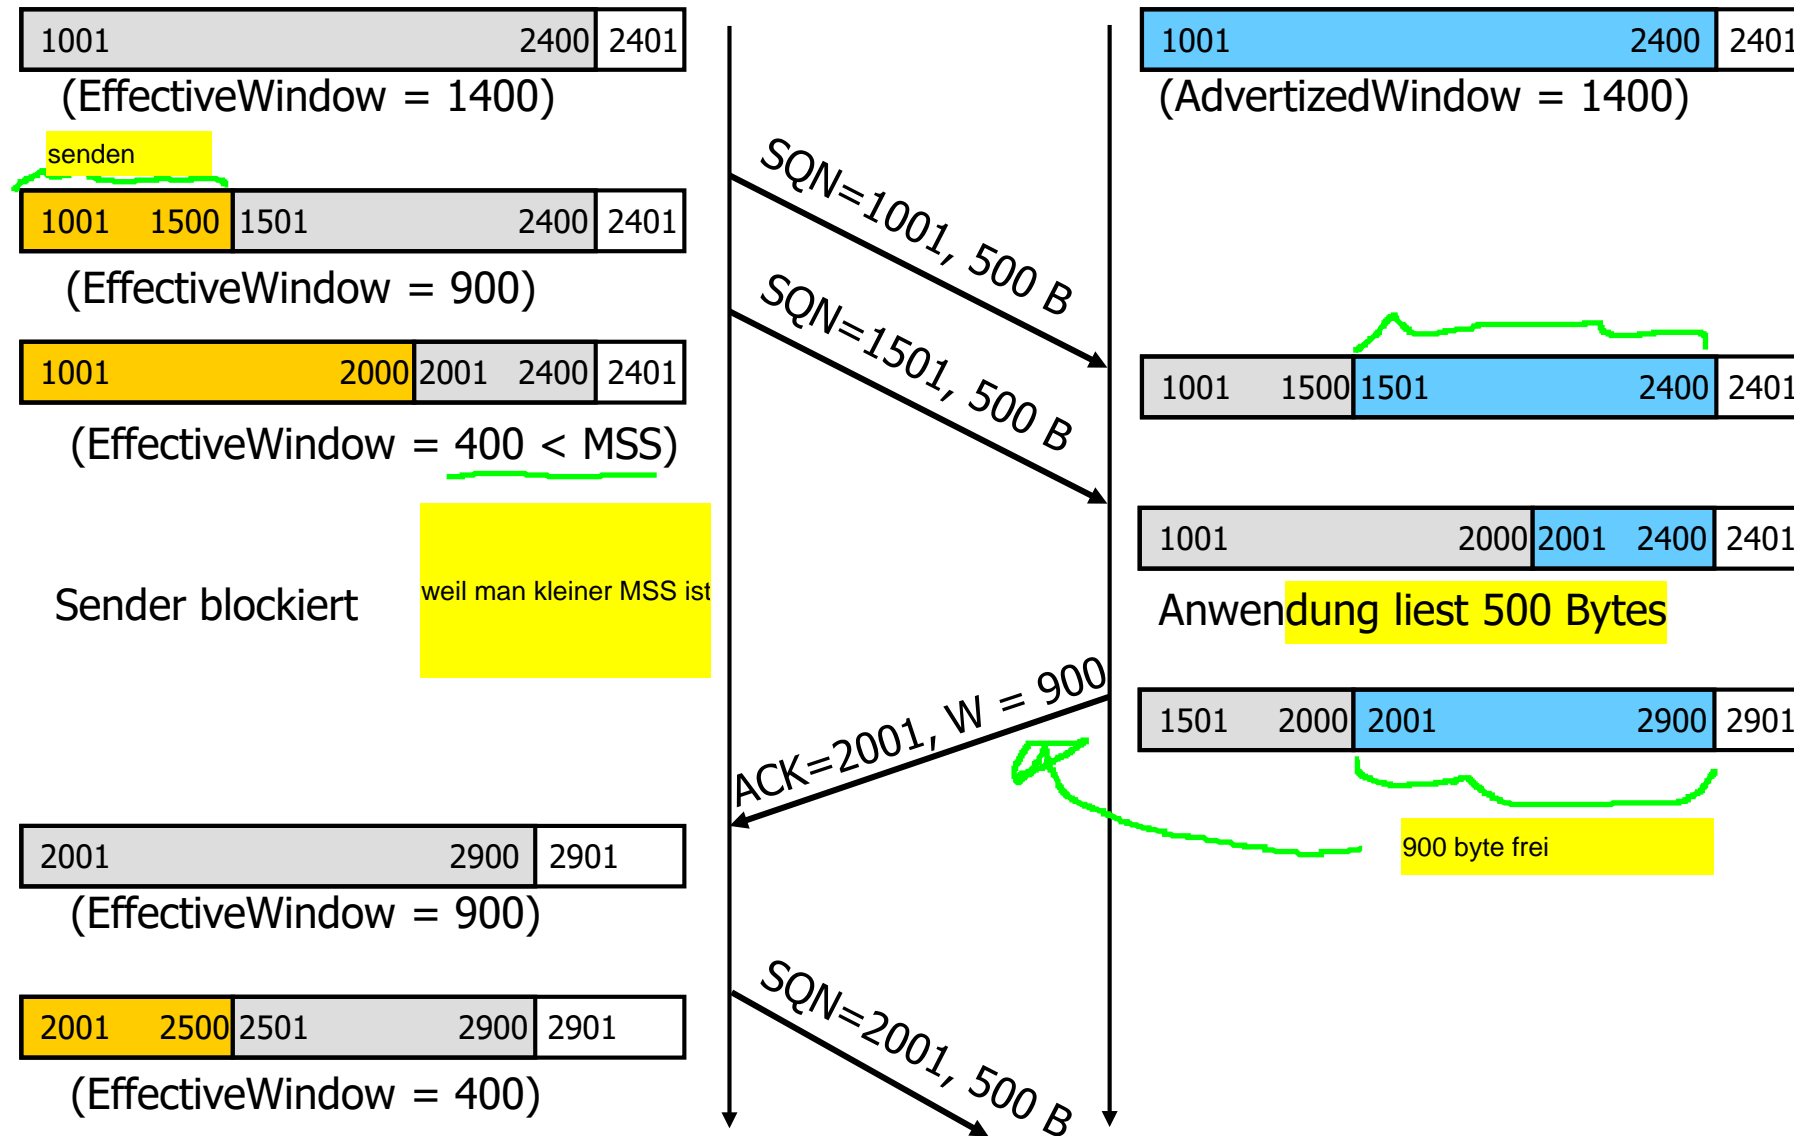 1001 2400 2401
(EffectiveWindow = 1400)
senden
1001 1500 1501 2400 2401
(EffectiveWindow = 900)
1001 2000 2001 2400 2401
(EffectiveWindow = 400 < MSS)
Sender blockiert
weil man kleiner MSS ist
2001 2900 2901
(EffectiveWindow = 900)
2001 2500 2501 2900 2901
(EffectiveWindow = 400)
SQN=1001, 500 B
SQN=1501, 500 B
ACK=2001, W = 900
SQN=2001, 500 B
1001 2400 2401
(AdvertizedWindow = 1400)
1001 1500 1501 2400 2401
1001 2000 2001 2400 2401
Anwendung liest 500 Bytes
1501 2000 2001 2900 2901
900 byte frei